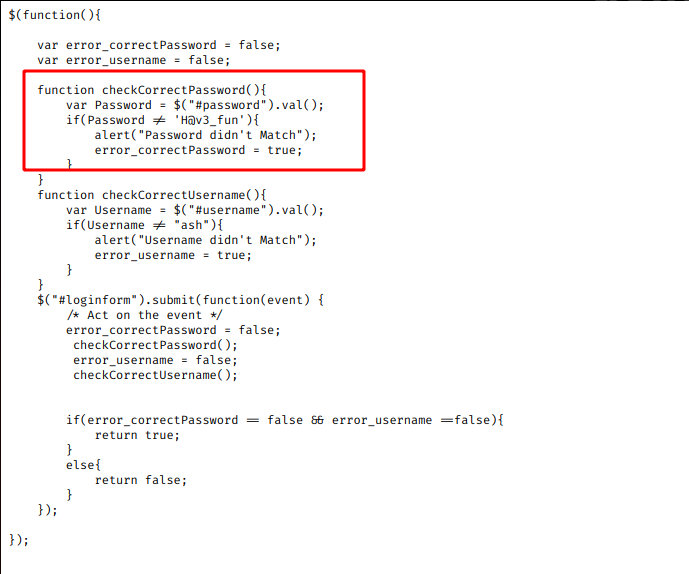 $(function(){
var error_correctPassword = false;
var error_username = false;
function checkCorrectPassword(){
var Password = $("#password").val();
if(Password != 'H@v3_fun'){
alert("Password didn't Match");
error_correctPassword = true;
}
}
function checkCorrectUsername(){
var Username = $("#username").val();
if(Username != "ash"){
alert("Username didn't Match");
error_username = true;
}
}
$("#loginform").submit(function(event) {
/* Act on the event */
error_correctPassword = false;
checkCorrectPassword();
error_username = false;
checkCorrectUsername();
if(error_correctPassword == false && error_username ==false){
return true;
}
else{
return false;
}
});
});